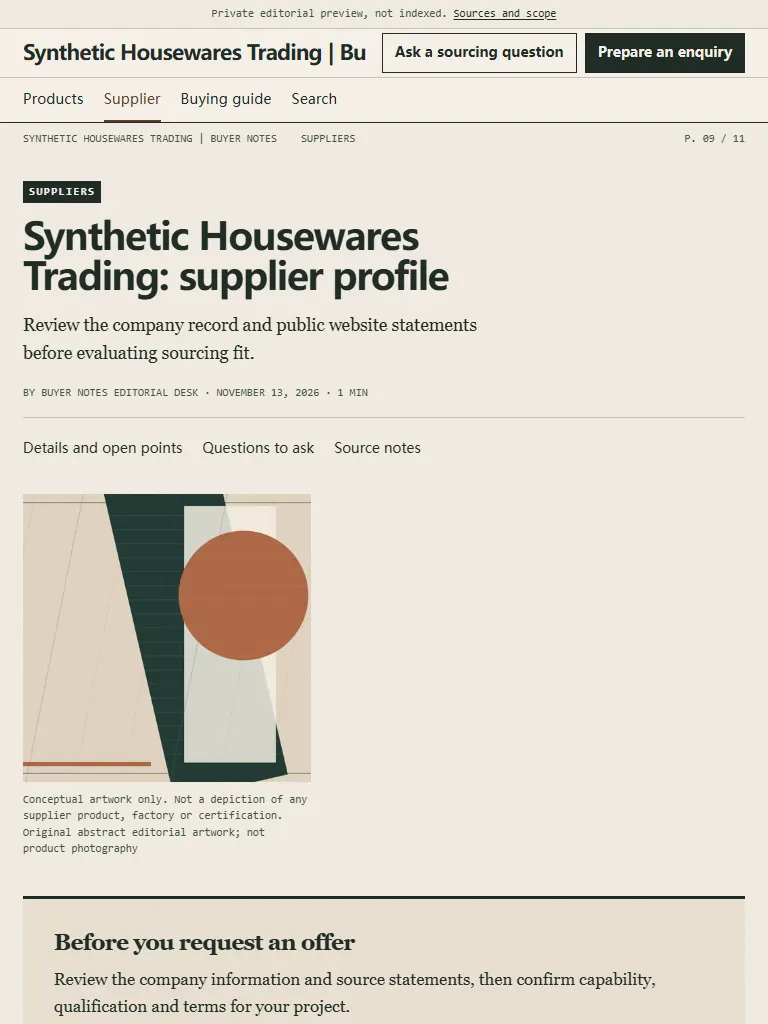 Private editorial preview, not indexed. Sources and scope
Synthetic Housewares Trading | Bu
Ask a sourcing question
Prepare an enquiry
Products
Supplier
Buying guide
Search
SYNTHETIC HOUSEWARES TRADING | BUYER NOTES
SUPPLIERS
P. 09 / 11
SUPPLIERS
Synthetic Housewares
Trading: supplier profile
Review the company record and public website statements
before evaluating sourcing fit.
BY BUYER NOTES EDITORIAL DESK · NOVEMBER 13, 2026 · 1 MIN
Details and open points
Questions to ask
Source notes
Conceptual artwork only. Not a depiction of any
supplier product, factory or certification.
Original abstract editorial artwork; not
product photography
Before you request an offer
Review the company information and source statements, then confirm capability,
qualification and terms for your project.